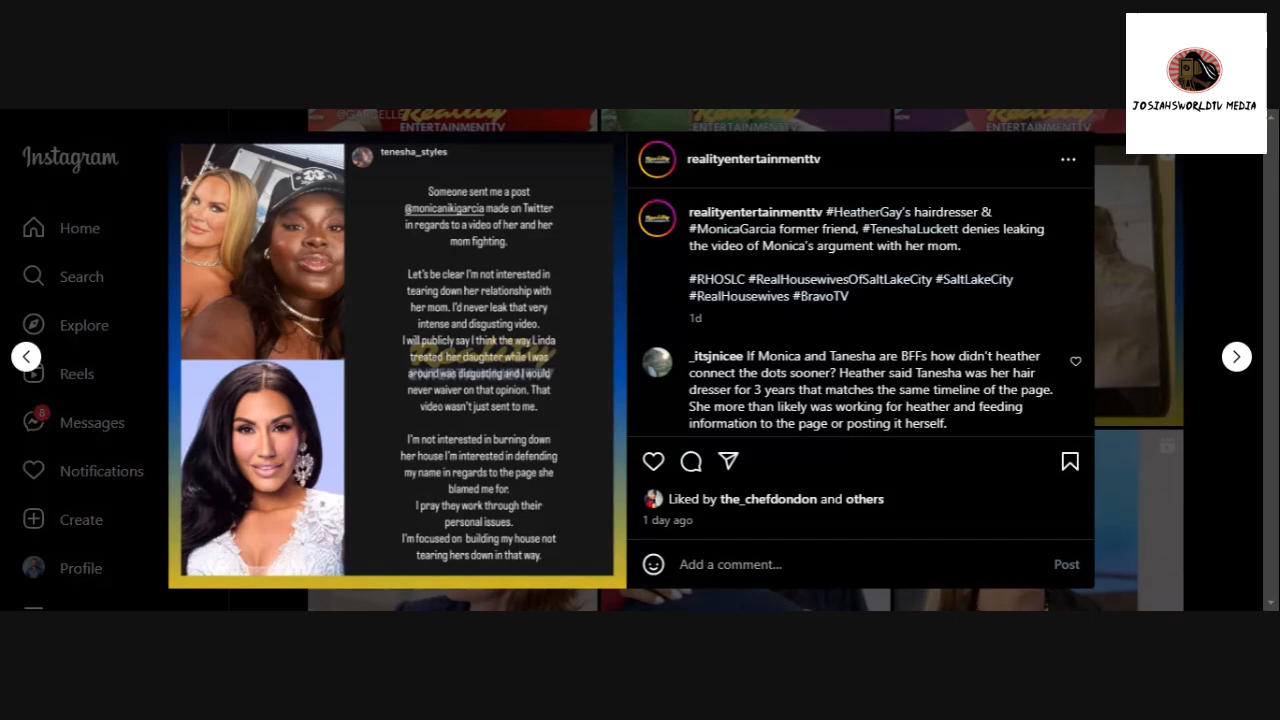 JOSIAHSWORLDTV MEDIA
@GARCELLE
ENTERTAINMENTTV
ENTERTAINMENTTV
ENTERTAINMENTTV
Instagram
Home
Search
Explore
Reels
8
Messages
Notifications
Create
Profile
tenesha_styles
Someone sent me a post
@monicanikigarcia made on Twitter
in regards to a video of her and her
mom fighting.
Let's be clear I'm not interested in
tearing down her relationship with
her mom. I'd never leak that very
intense and disgusting video.
I will publicly say I think the way Linda
treated her daughter while I was
around was disgusting and I would
never waiver on that opinion. That
video wasn't just sent to me.
I'm not interested in burning down
her house I'm interested in defending
my name in regards to the page she
blamed me for.
I pray they work through their
personal issues.
I'm focused on building my house not
tearing hers down in that way.
realityentertainmenttv
realityentertainmenttv #HeatherGay's hairdresser &
#MonicaGarcia former friend, #TeneshaLuckett denies leaking
the video of Monica's argument with her mom.
#RHOSLC #RealHousewivesOfSaltLakeCity #SaltLakeCity
#RealHousewives #BravoTV
1d
_itsjnicee If Monica and Tanesha are BFFs how didn't heather
connect the dots sooner? Heather said Tanesha was her hair
dresser for 3 years that matches the same timeline of the page.
She more than likely was working for heather and feeding
information to the page or posting it herself.
Liked by the_chefdondon and others
1 day ago
Add a comment...
Post